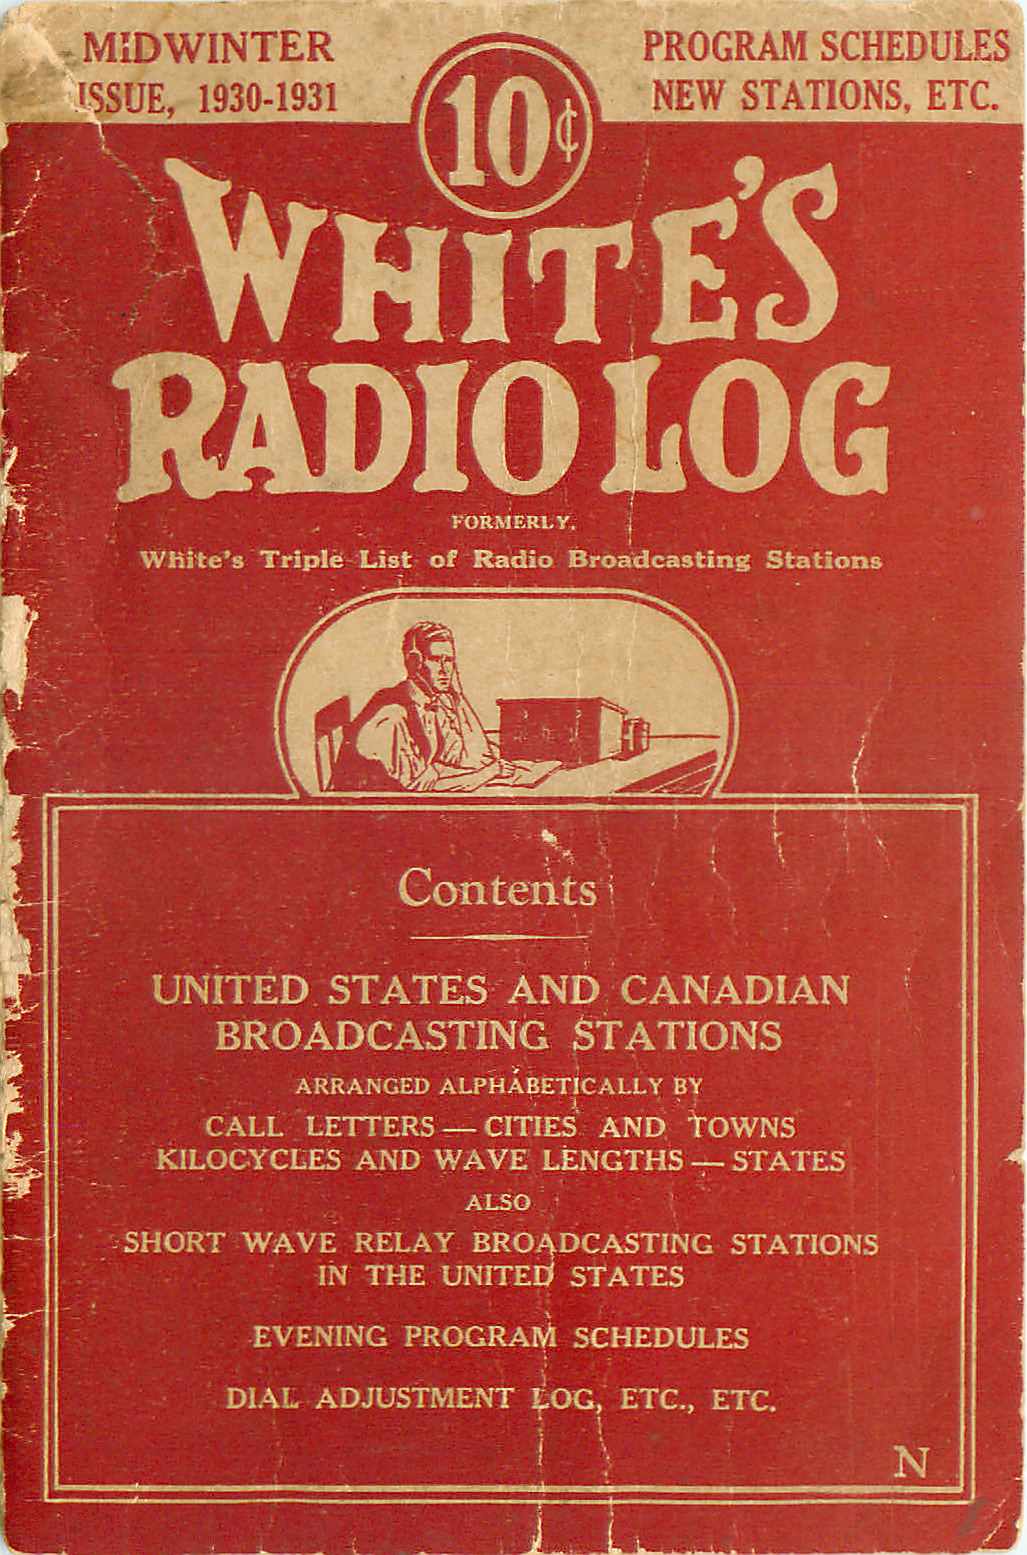 MIDWINTER
ISSUE, 1930-1931
10¢
PROGRAM SCHEDULES
NEW STATIONS, ETC.
WHITE'S
RADIO LOG
FORMERLY,
White's Triple List of Radio Broadcasting Stations
Contents
UNITED STATES AND CANADIAN
BROADCASTING STATIONS
ARRANGED ALPHABETICALLY BY
CALL LETTERS — CITIES AND TOWNS
KILOCYCLES AND WAVE LENGTHS — STATES
ALSO
SHORT WAVE RELAY BROADCASTING STATIONS
IN THE UNITED STATES
EVENING PROGRAM SCHEDULES
DIAL ADJUSTMENT LOG, ETC., ETC.
N